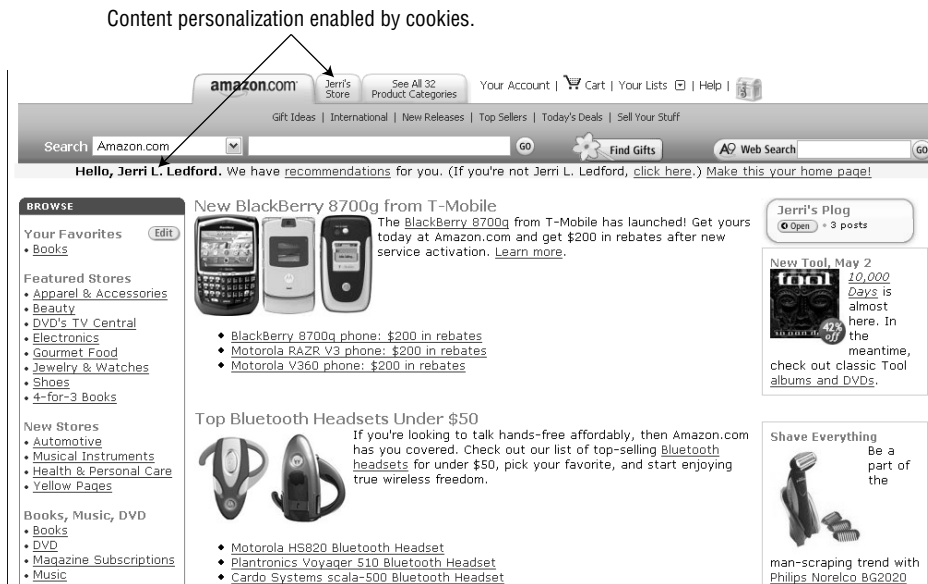 Content personalization enabled by cookies.
amazon.com
Jerri's Store
See All 32 Product Categories
Your Account | Cart | Your Lists | Help |
Gift Ideas | International | New Releases | Top Sellers | Today's Deals | Sell Your Stuff
Search Amazon.com GO Find Gifts A9 Web Search GO
Hello, Jerri L. Ledford. We have recommendations for you. (If you're not Jerri L. Ledford, click here.) Make this your home page!
BROWSE
Your Favorites Edit
• Books
Featured Stores
• Apparel & Accessories
• Beauty
• DVD's TV Central
• Electronics
• Gourmet Food
• Jewelry & Watches
• Shoes
• 4-for-3 Books
New Stores
• Automotive
• Musical Instruments
• Health & Personal Care
• Yellow Pages
Books, Music, DVD
• Books
• DVD
• Magazine Subscriptions
• Music
New BlackBerry 8700g from T-Mobile
The BlackBerry 8700g from T-Mobile has launched! Get yours
today at Amazon.com and get $200 in rebates after new
service activation. Learn more.
◆ BlackBerry 8700g phone: $200 in rebates
◆ Motorola RAZR V3 phone: $200 in rebates
◆ Motorola V360 phone: $200 in rebates
Top Bluetooth Headsets Under $50
If you're looking to talk hands-free affordably, then Amazon.com
has you covered. Check out our list of top-selling Bluetooth
headsets for under $50, pick your favorite, and start enjoying
true wireless freedom.
◆ Motorola HS820 Bluetooth Headset
◆ Plantronics Voyager 510 Bluetooth Headset
◆ Cardo Systems scala-500 Bluetooth Headset
Jerri's Plog
Open • 3 posts
New Tool, May 2
tool
42% off
10,000
Days is
almost
here. In
the
meantime,
check out classic Tool
albums and DVDs.
Shave Everything
Be a
part of
the
man-scaping trend with
Philips Norelco BG2020